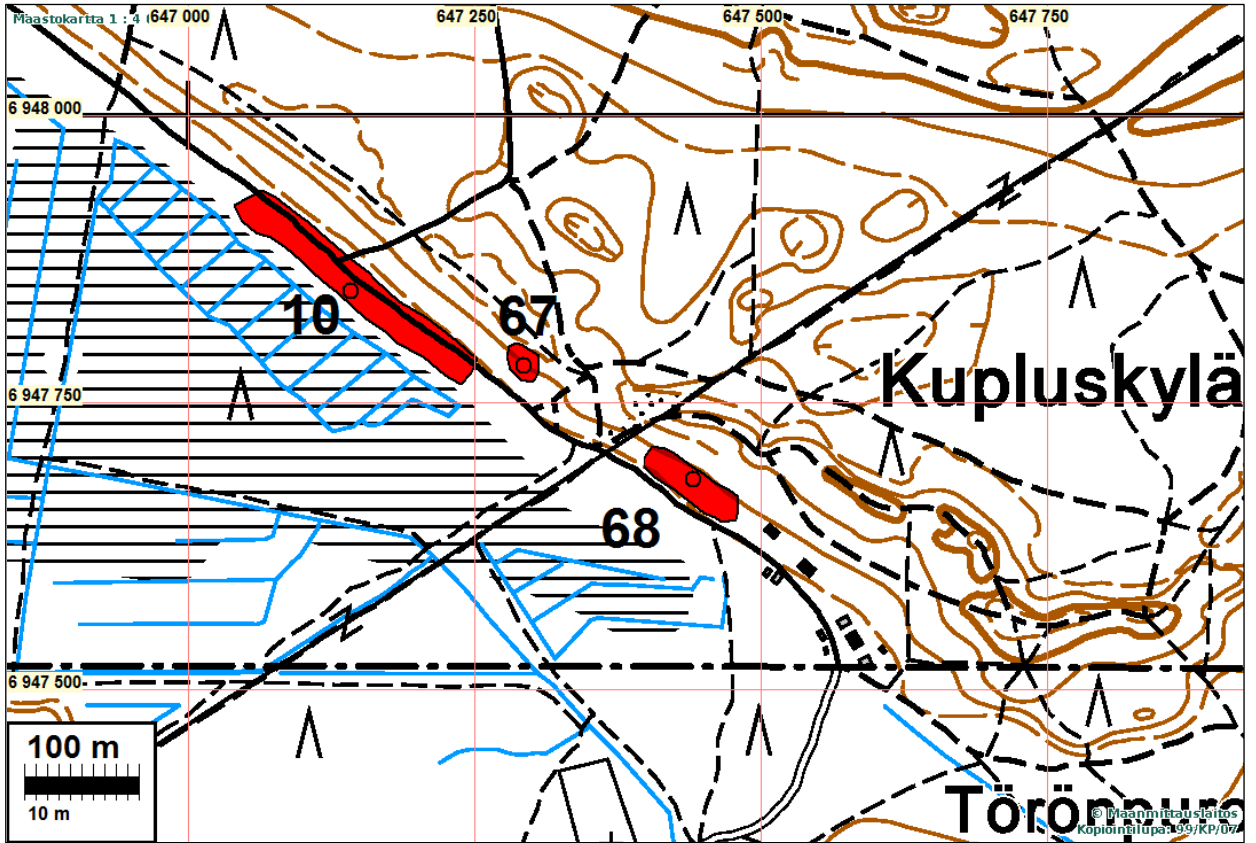 Maastokartta 1 : 4
647 000
647 250
647 500
647 750
6 948 000
10
67
Kupluskylä
6 947 750
68
6 947 500
100 m
10 m
© Maanmittauslaitos
Kopiointilupa: 99/KP/07